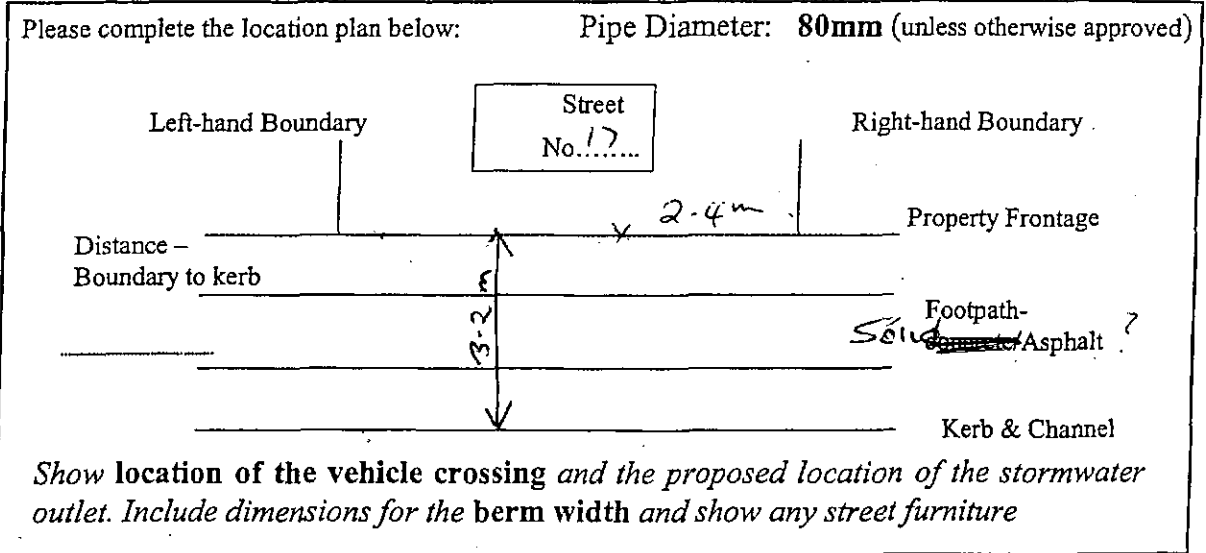 Please complete the location plan below: Pipe Diameter: 80mm (unless otherwise approved)
Street
No.17........
Left-hand Boundary
Right-hand Boundary
2.4m
Property Frontage
Distance –
Boundary to kerb
3.2m
Footpath-
Solid concrete/Asphalt ?
Kerb & Channel
Show location of the vehicle crossing and the proposed location of the stormwater
outlet. Include dimensions for the berm width and show any street furniture